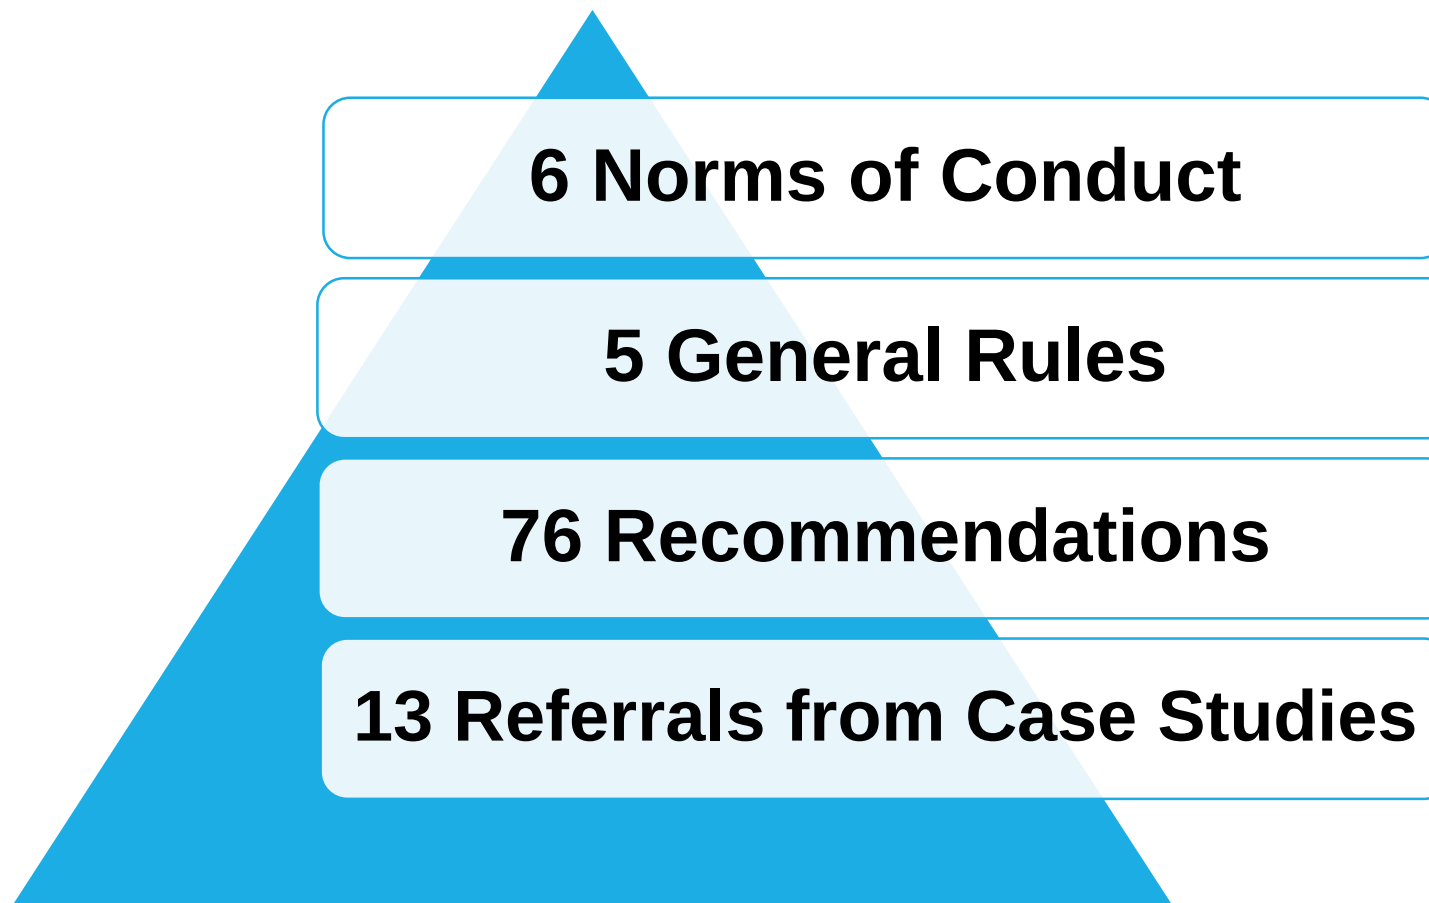 6 Norms of Conduct
5 General Rules
76 Recommendations
13 Referrals from Case Studies